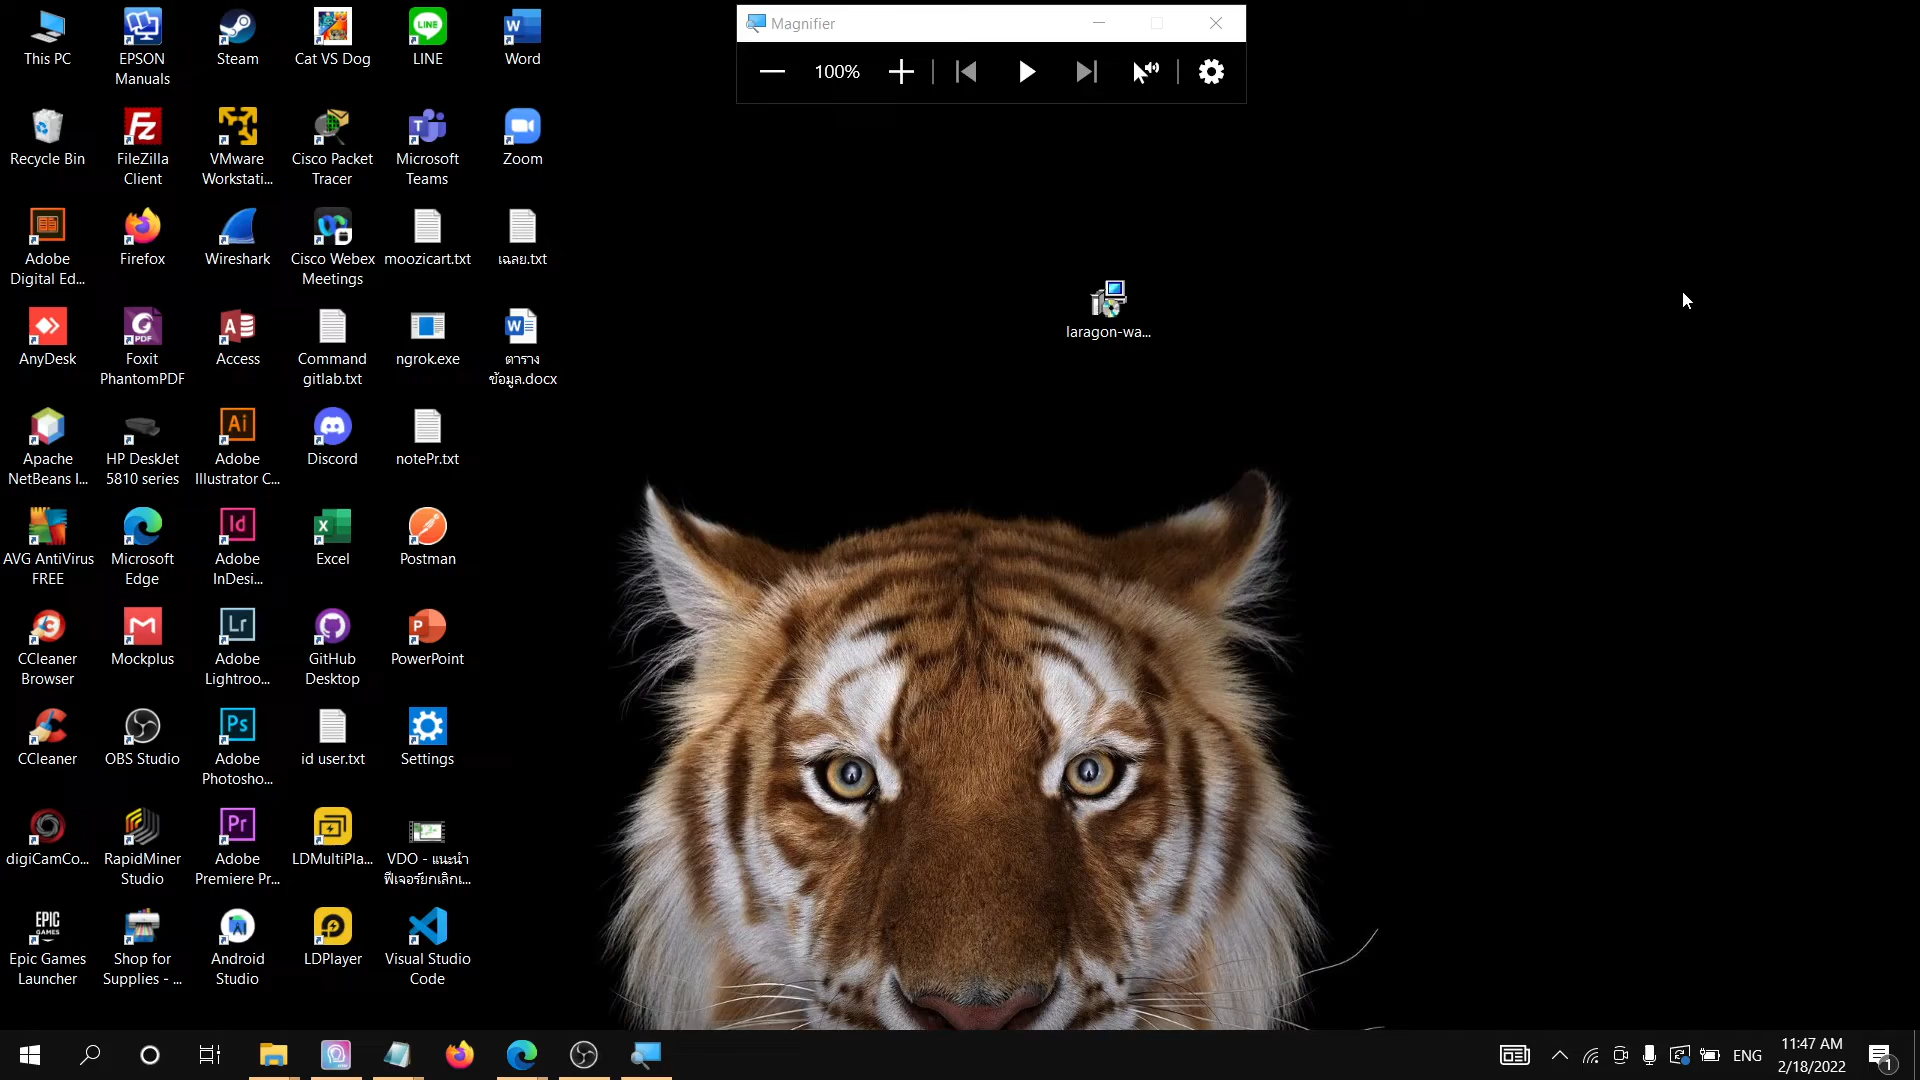 Magnifier
100%
This PC
EPSON
Manuals
Steam
Cat VS Dog
LINE
Word
Recycle Bin
FileZilla
Client
VMware
Workstati...
Cisco Packet
Tracer
Microsoft
Teams
Zoom
Adobe
Digital Ed...
Firefox
Wireshark
Cisco Webex
Meetings
moozicart.txt
เฉลย.txt
laragon-wa...
AnyDesk
Foxit
PhantomPDF
Access
Command
gitlab.txt
ngrok.exe
ตาราง
ข้อมูล.docx
Apache
NetBeans I...
HP DeskJet
5810 series
Adobe
Illustrator C...
Discord
notePr.txt
AVG AntiVirus
FREE
Microsoft
Edge
Adobe
InDesi...
Excel
Postman
CCleaner
Browser
Mockplus
Adobe
Lightroo...
GitHub
Desktop
PowerPoint
CCleaner
OBS Studio
Adobe
Photosho...
id user.txt
Settings
digiCamCo...
RapidMiner
Studio
Adobe
Premiere Pr...
LDMultiPla...
VDO - แนะนำ
ฟีเจอร์ยกเลิกเ...
Epic Games
Launcher
Shop for
Supplies - ...
Android
Studio
LDPlayer
Visual Studio
Code
ENG
11:47 AM
2/18/2022
1